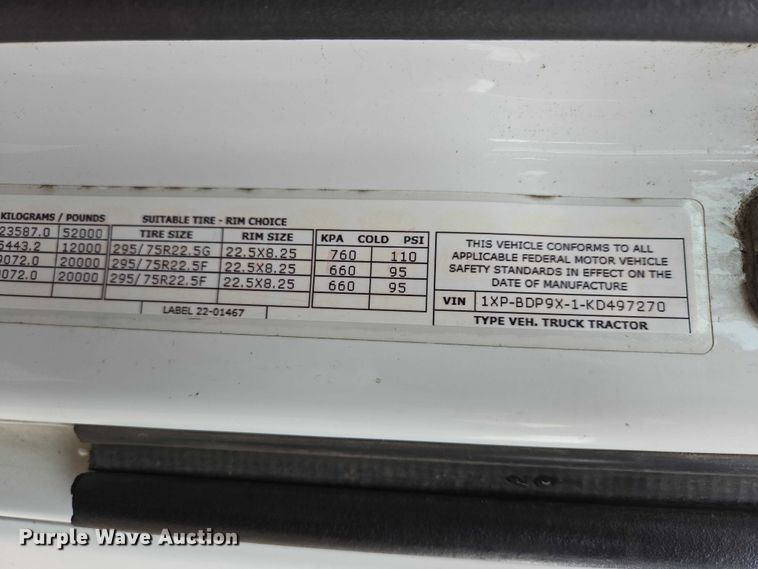 KILOGRAMS / POUNDS SUITABLE TIRE - RIM CHOICE
TIRE SIZE RIM SIZE KPA COLD PSI
23587.0 52000
5443.2 12000 295/75R22.5G 22.5X8.25 760 110
9072.0 20000 295/75R22.5F 22.5X8.25 660 95
9072.0 20000 295/75R22.5F 22.5X8.25 660 95
LABEL 22-01467
THIS VEHICLE CONFORMS TO ALL
APPLICABLE FEDERAL MOTOR VEHICLE
SAFETY STANDARDS IN EFFECT ON THE
DATE OF MANUFACTURE
VIN 1XP-BDP9X-1-KD497270
TYPE VEH. TRUCK TRACTOR
Purple Wave Auction